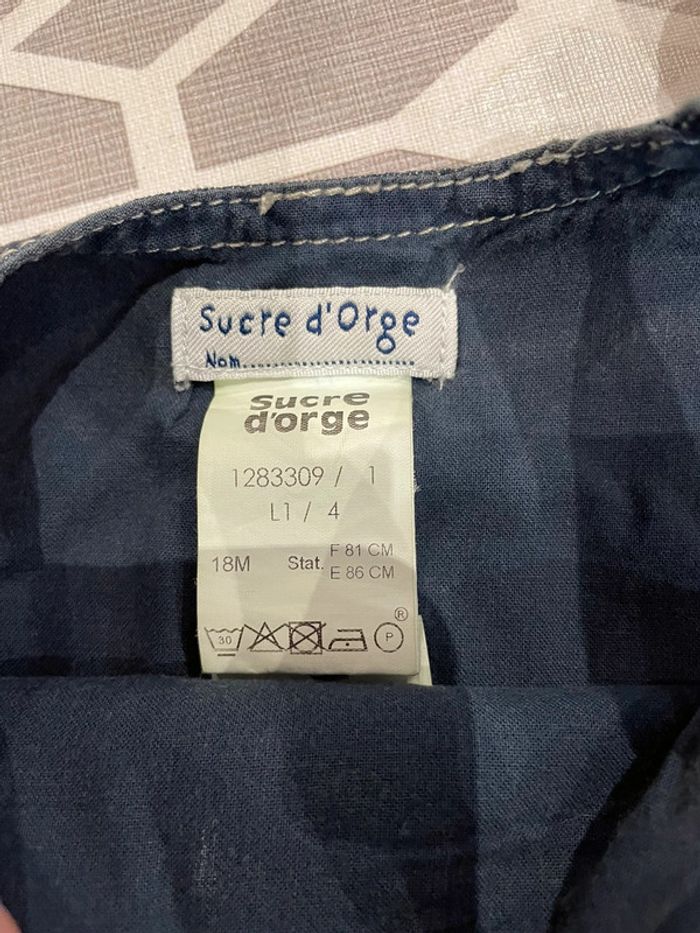 Sucre d'Orge
Nom....................................
Sucre
d'orge
1283309 / 1
L1 / 4
18M Stat. F 81 CM
E 86 CM
®
30 P